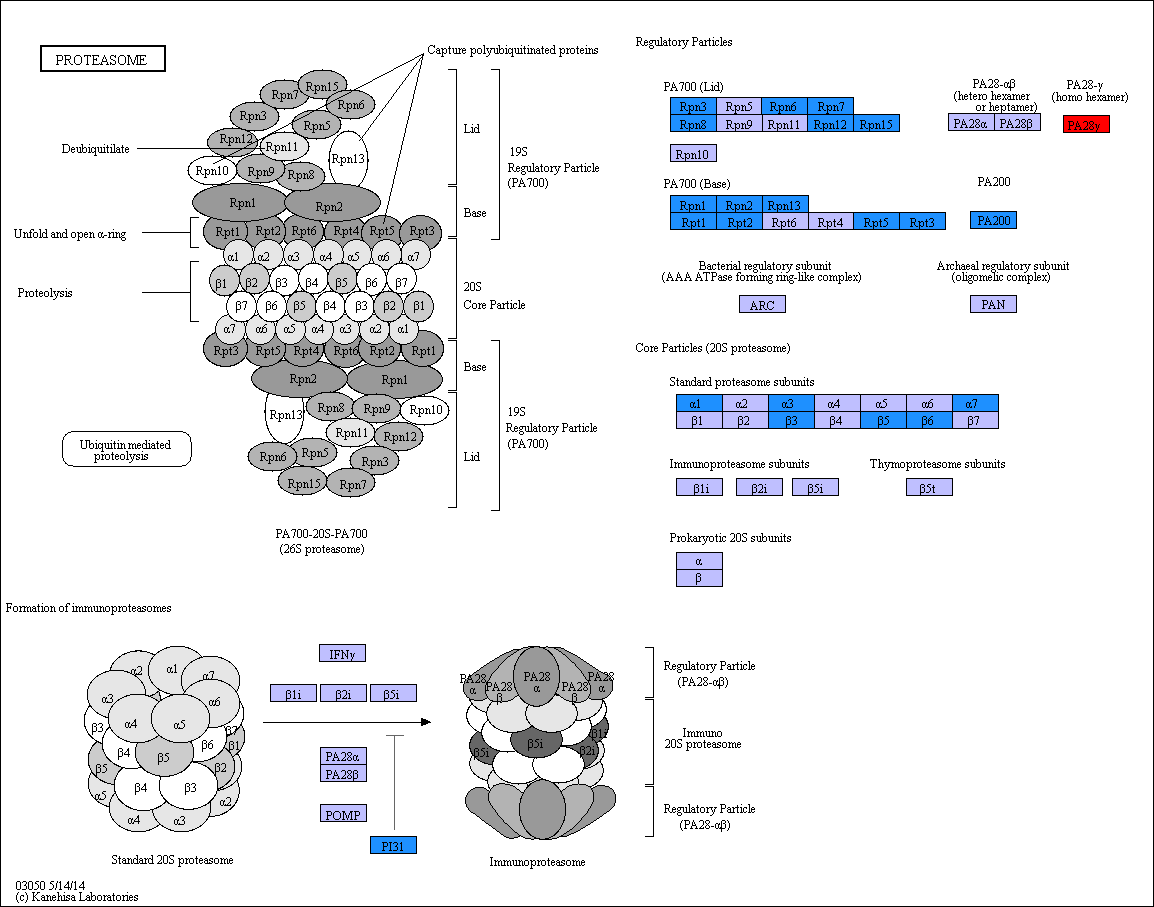 PROTEASOME
Capture polyubiquitinated proteins
Rpn15
Rpn7
Rpn6
Rpn3
Rpn5
Rpn12
Rpn11
Deubiquitilate
Rpn13
Rpn10
Rpn9
Rpn8
Lid
19S
Regulatory Particle
(PA700)
Rpn1
Rpn2
Base
Unfold and open α-ring
Rpt1 Rpt2 Rpt6 Rpt4 Rpt5 Rpt3
α1 α2 α3 α4 α5 α6 α7
Proteolysis
β1 β2 β3 β4 β5 β6 β7
20S
Core Particle
β7 β6 β5 β4 β3 β2 β1
α7 α6 α5 α4 α3 α2 α1
Rpt3 Rpt5 Rpt4 Rpt6 Rpt2 Rpt1
Base
Rpn2 Rpn1
Rpn13 Rpn8 Rpn9 Rpn10
19S
Regulatory Particle
(PA700)
Rpn11 Rpn12
Ubiquitin mediated
proteolysis
Rpn6 Rpn5 Rpn3
Lid
Rpn15 Rpn7
PA700-20S-PA700
(26S proteasome)
Regulatory Particles
PA700 (Lid)
Rpn3 Rpn5 Rpn6 Rpn7
Rpn8 Rpn9 Rpn11 Rpn12 Rpn15
Rpn10
PA28-αβ
(hetero hexamer
or heptamer)
PA28α PA28β
PA28-γ
(homo hexamer)
PA28γ
PA700 (Base)
Rpn1 Rpn2 Rpn13
Rpt1 Rpt2 Rpt6 Rpt4 Rpt5 Rpt3
PA200
PA200
Bacterial regulatory subunit
(AAA ATPase forming ring-like complex)
ARC
Archaeal regulatory subunit
(oligomelic complex)
PAN
Core Particles (20S proteasome)
Standard proteasome subunits
α1 α2 α3 α4 α5 α6 α7
β1 β2 β3 β4 β5 β6 β7
Immunoproteasome subunits
β1i β2i β5i
Thymoproteasome subunits
β5t
Prokaryotic 20S subunits
α
β
Formation of immunoproteasomes
α2 α1 α7
α3 α6
α4 α5
β3 β7
β4 β6 β1
β5
β5 β2
β4 β3
α5 α2
α4 α3
Standard 20S proteasome
IFNγ
β1i β2i β5i
PA28α
PA28β
POMP
PI31
PA28
α
PA28
β
PA28
α
PA28
β
PA28
α
β1i
β5i β5i β2i
Immunoproteasome
Regulatory Particle
(PA28-αβ)
Immuno
20S proteasome
Regulatory Particle
(PA28-αβ)
03050 5/14/14
(c) Kanehisa Laboratories